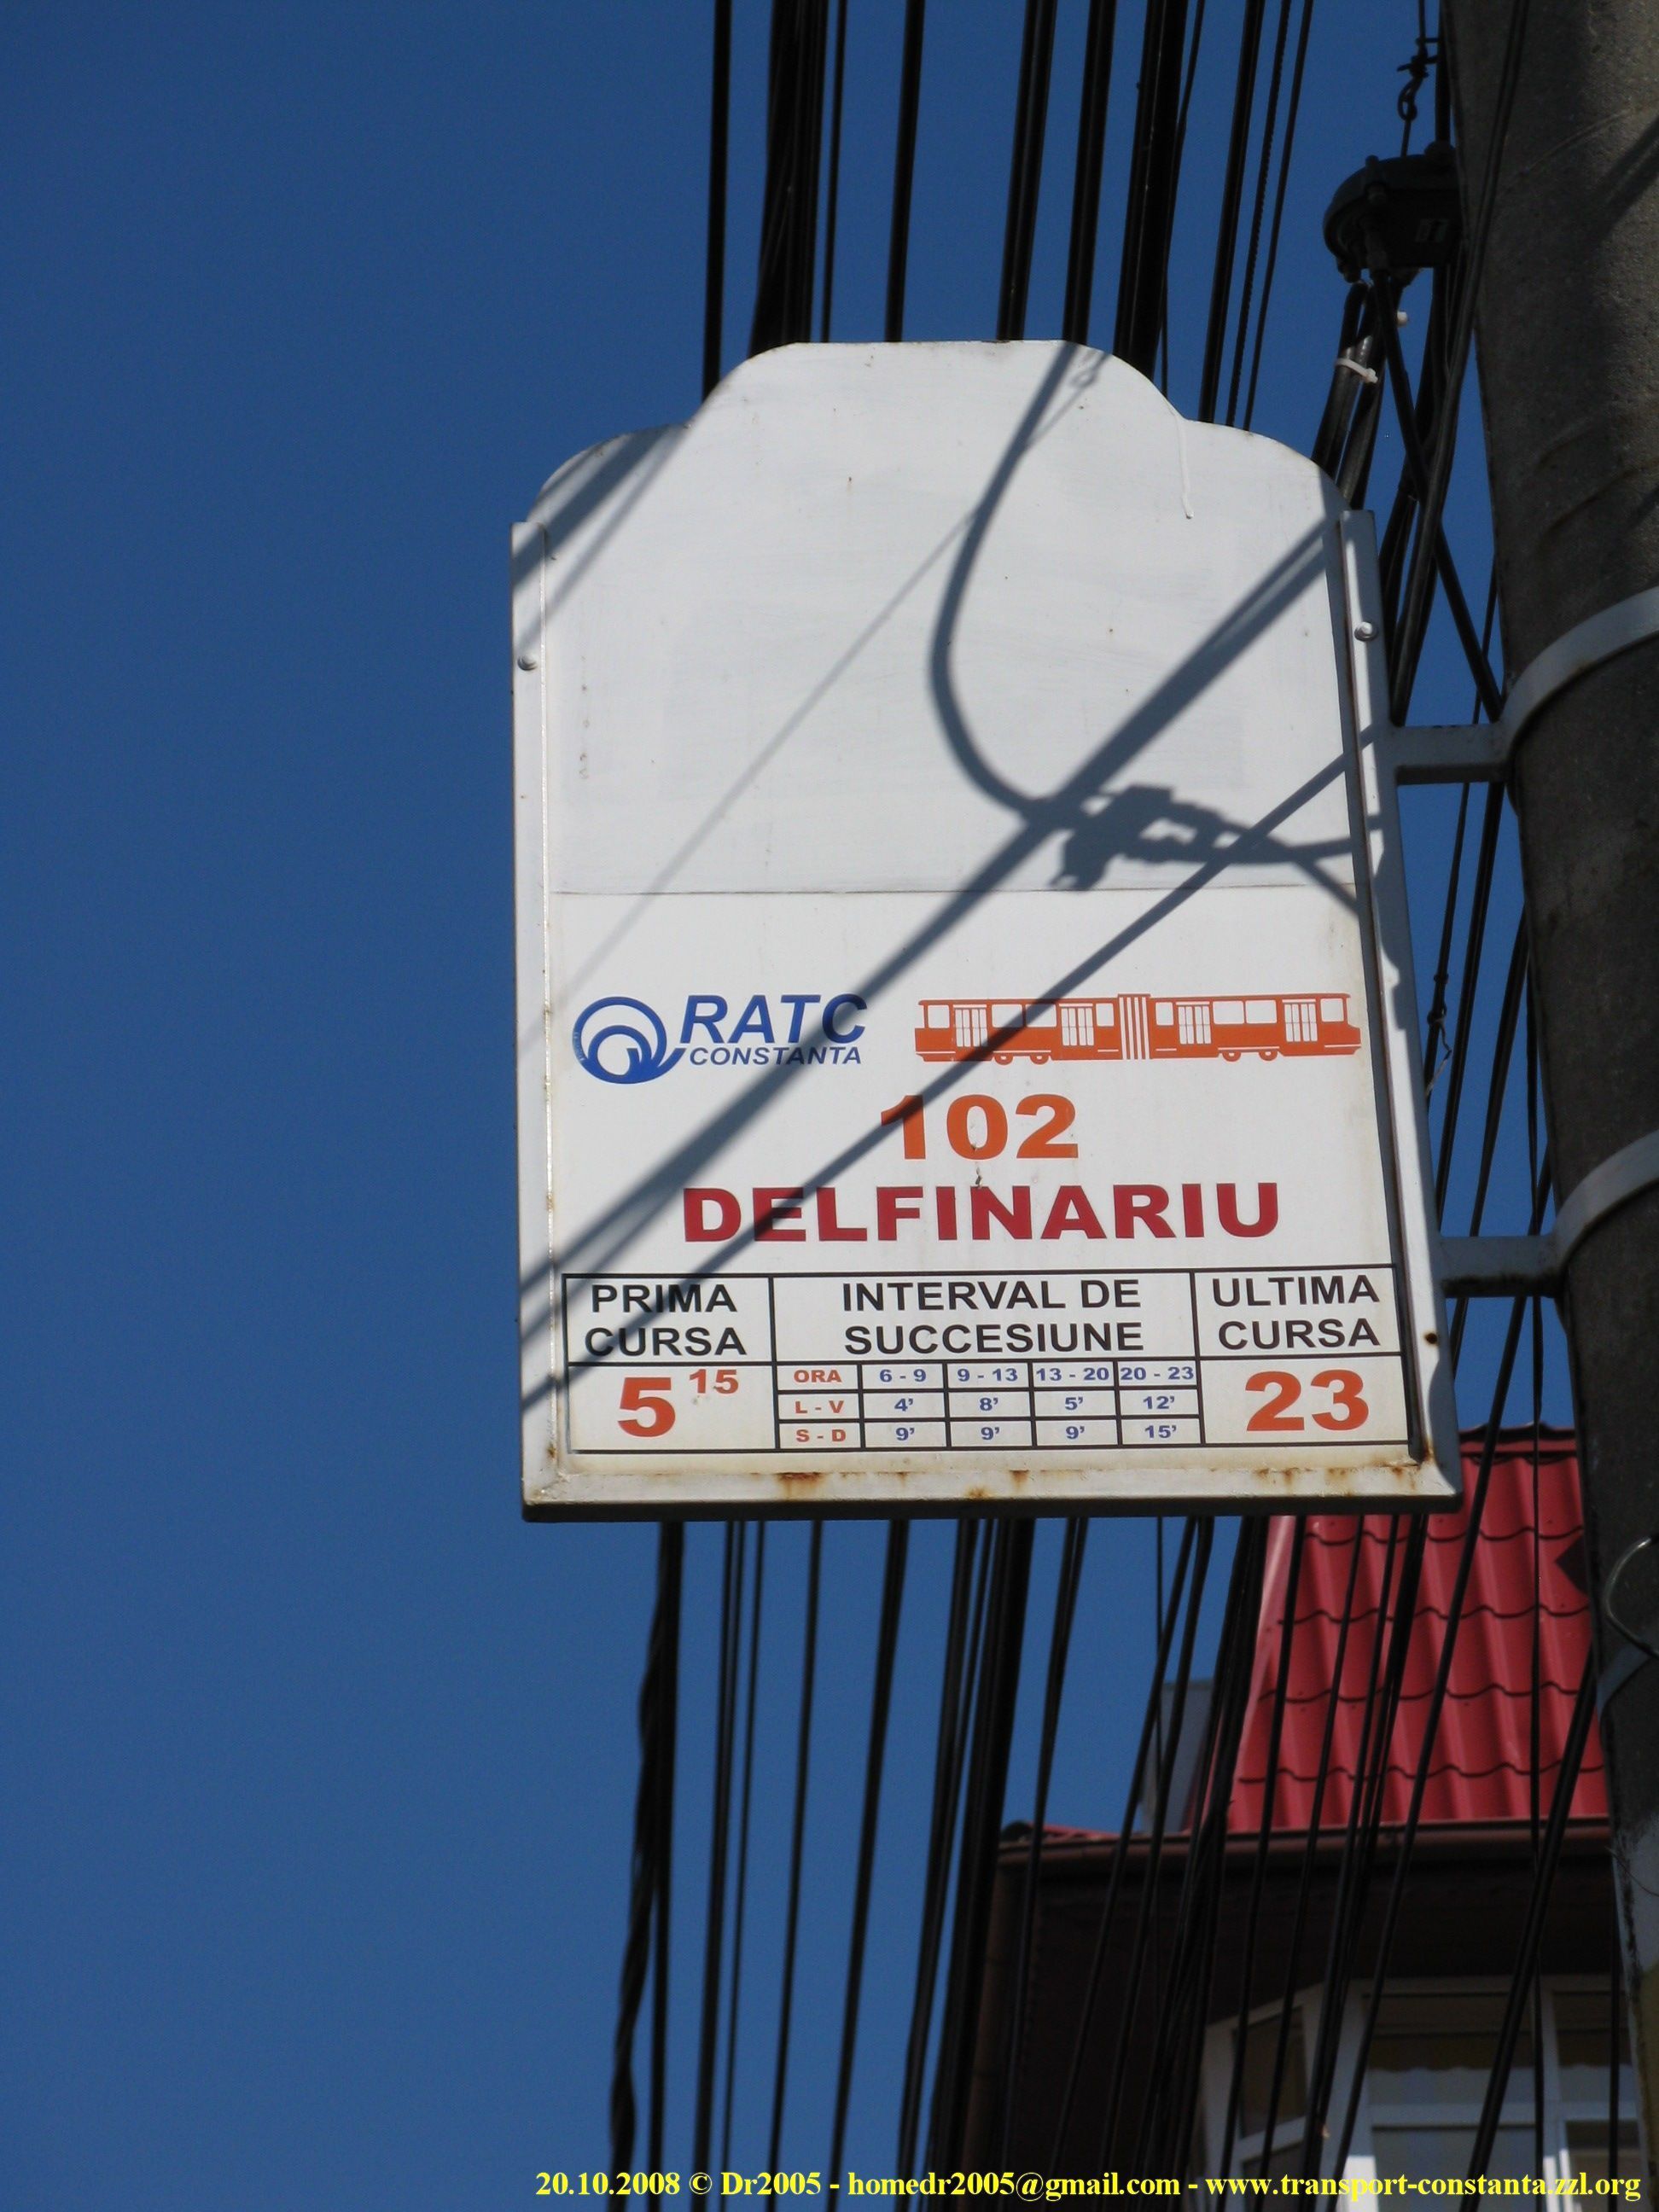 RATC
CONSTANTA
102
DELFINARIU
PRIMA CURSA INTERVAL DE SUCCESIUNE ULTIMA CURSA
5 15 23
ORA 6 - 9 9 - 13 13 - 20 20 - 23
L - V 4' 8' 5' 12'
S - D 9' 9' 9' 15'
20.10.2008 © Dr2005 - homedr2005@gmail.com - www.transport-constanta.zzl.org